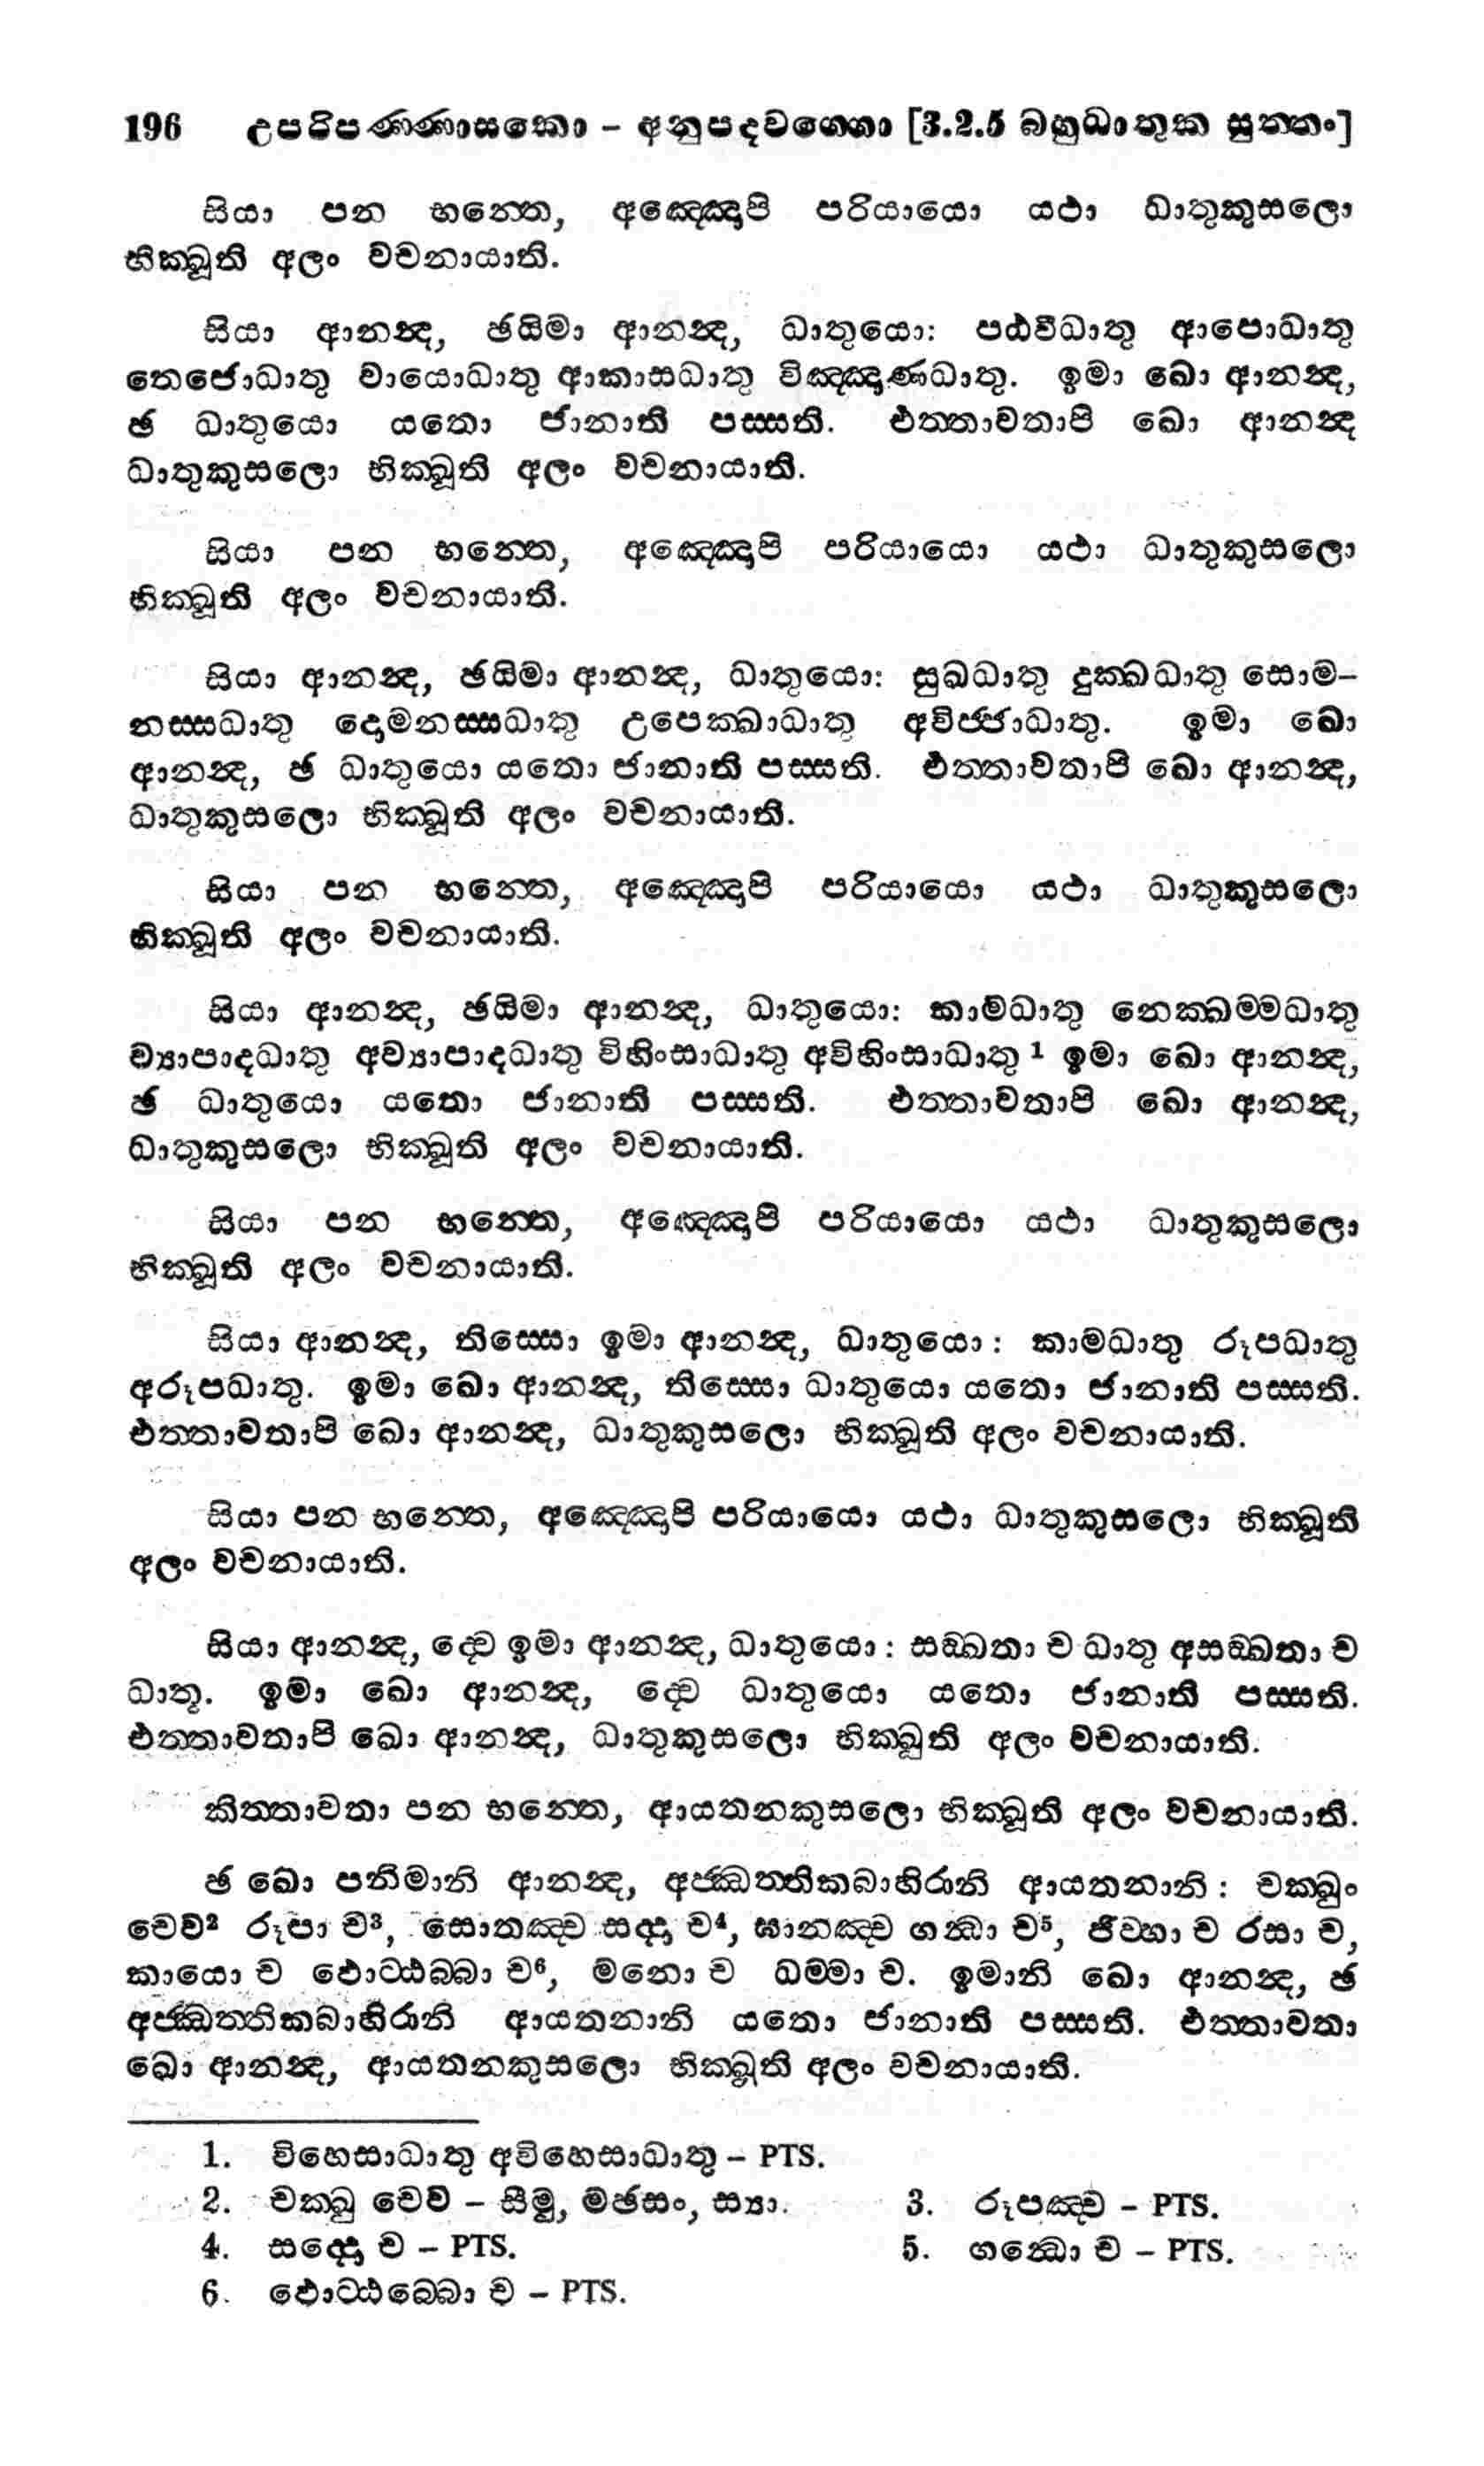 196 උපරිපණ්ණාසකො – අනුපදවග්ගො [3.2.5 බහුධාතුක සුත්තං]
සියා පන භන්තෙ, අඤ්ඤොපි පරියායො යථා ධාතුකුසලො
භික්ඛූති අලං වචනායාති.
සියා ආනන්ද, ඡයිමා ආනන්ද, ධාතුයො: පඨවීධාතු ආපොධාතු
තෙජොධාතු වායොධාතු ආකාසධාතු විඤ්ඤාණධාතු. ඉමා ඛො ආනන්ද,
ඡ ධාතුයො යතො ජානාති පස්සති. එත්තාවතාපි ඛො ආනන්ද
ධාතුකුසලො භික්ඛූති අලං වචනායාති.
සියා පන භන්තෙ, අඤ්ඤොපි පරියායො යථා ධාතුකුසලො
භික්ඛූති අලං වචනායාති.
සියා ආනන්ද, ඡයිමා ආනන්ද, ධාතුයො: සුඛධාතු දුක්ඛධාතු සොම–
නස්සධාතු දොමනස්සධාතු උපෙක්ඛාධාතු අවිජ්ජාධාතු. ඉමා ඛො
ආනන්ද, ඡ ධාතුයො යතො ජානාති පස්සති. එත්තාවතාපි ඛො ආනන්ද,
ධාතුකුසලො භික්ඛූති අලං වචනායාති.
සියා පන භන්තෙ, අඤ්ඤොපි පරියායො යථා ධාතුකුසලො
භික්ඛූති අලං වචනායාති.
සියා ආනන්ද, ඡයිමා ආනන්ද, ධාතුයො: කාමධාතු නෙක්ඛම්මධාතු
ව්‍යාපාදධාතු අව්‍යාපාදධාතු විහිංසාධාතු අවිහිංසාධාතු ¹ ඉමා ඛො ආනන්ද,
ඡ ධාතුයො යතො ජානාති පස්සති. එත්තාවතාපි ඛො ආනන්ද,
ධාතුකුසලො භික්ඛූති අලං වචනායාති.
සියා පන භන්තෙ, අඤ්ඤොපි පරියායො යථා ධාතුකුසලො
භික්ඛූති අලං වචනායාති.
සියා ආනන්ද, තිස්සො ඉමා ආනන්ද, ධාතුයො : කාමධාතු රූපධාතු
අරූපධාතු. ඉමා ඛො ආනන්ද, තිස්සො ධාතුයො යතො ජානාති පස්සති.
එත්තාවතාපි ඛො ආනන්ද, ධාතුකුසලො භික්ඛූති අලං වචනායාති.
සියා පන භන්තෙ, අඤ්ඤොපි පරියායො යථා ධාතුකුසලො භික්ඛූති
අලං වචනායාති.
සියා ආනන්ද, ද්වෙ ඉමා ආනන්ද, ධාතුයො : සඞ්ඛතා ච ධාතු අසඞ්ඛතා ච
ධාතු. ඉමා ඛො ආනන්ද, ද්වෙ ධාතුයො යතො ජානාති පස්සති.
එත්තාවතාපි ඛො ආනන්ද, ධාතුකුසලො භික්ඛූති අලං වචනායාති.
කිත්තාවතා පන භන්තෙ, ආයතනකුසලො භික්ඛූති අලං වචනායාති.
ඡ ඛො පනිමානි ආනන්ද, අජ්ඣත්තිකබාහිරානි ආයතනානි : චක්ඛුං
චෙව² රූපා ච³, සොතඤ්ච සද්දා ච⁴, ඝානඤ්ච ගන්ධා ච⁵, ජිව්හා ච රසා ච,
කායො ච ඵොට්ඨබ්බා ච⁶, මනො ච ධම්මා ච. ඉමානි ඛො ආනන්ද, ඡ
අජ්ඣත්තිකබාහිරානි ආයතනානි යතො ජානාති පස්සති. එත්තාවතා
ඛො ආනන්ද, ආයතනකුසලො භික්ඛූති අලං වචනායාති.
1. විහෙසාධාතු අවිහෙසාධාතු – PTS.
2. චක්ඛු චෙව – සීමු, මඡසං, ස්‍යා. 3. රූපඤ්ච – PTS.
4. සද්දො ච – PTS. 5. ගන්ධො ච – PTS.
6. ඵොට්ඨබ්බො ච – PTS.